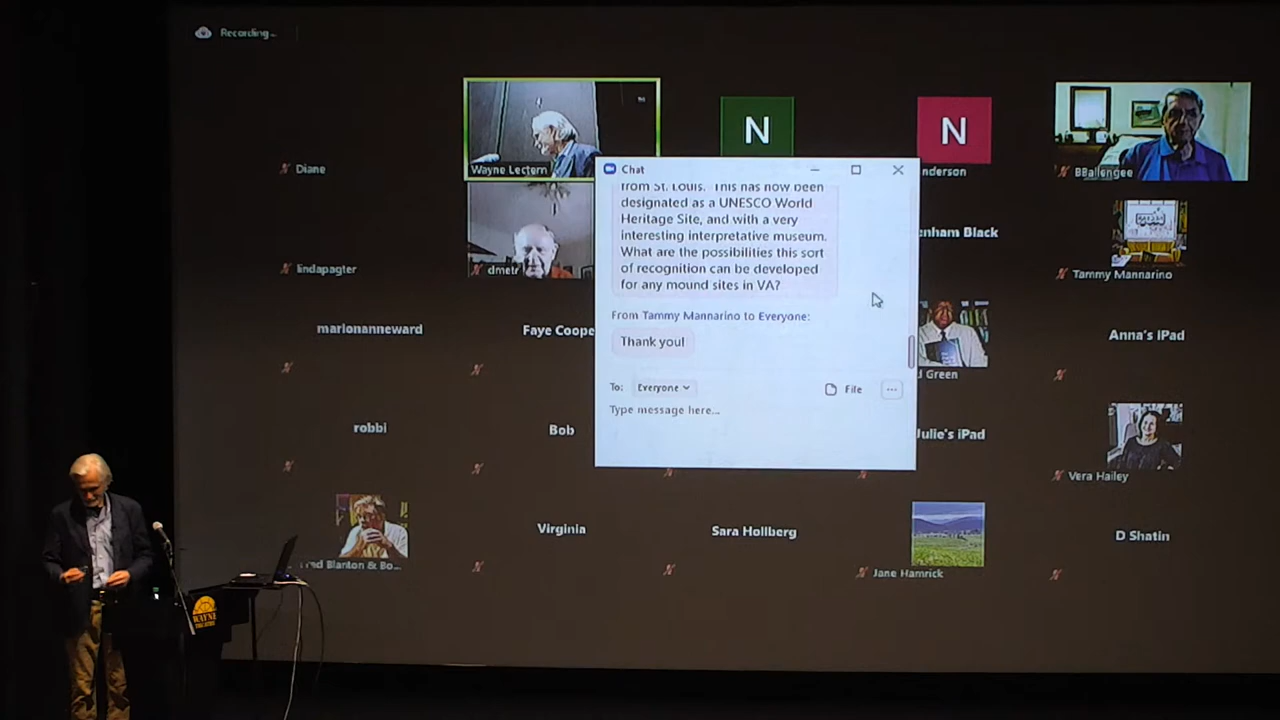 Recording...
N
N
Diane
Wayne Lectern
Chat
nderson
BBallengee
from St. Louis. This has now been
designated as a UNESCO World
Heritage Site, and with a very
interesting interpretative museum.
What are the possibilities this sort
of recognition can be developed
for any mound sites in VA?
enham Black
lindapagter
dmetr
Tammy Mannarino
From Tammy Mannarino to Everyone:
Thank you!
marionanneward
Faye Coope
Anna's iPad
Green
To: Everyone
File
...
Type message here...
robbi
Bob
Julie's iPad
Vera Hailey
Virginia
Sara Hollberg
D Shatin
red Blanton & Bo...
Jane Hamrick
WAYNE
THEATRE